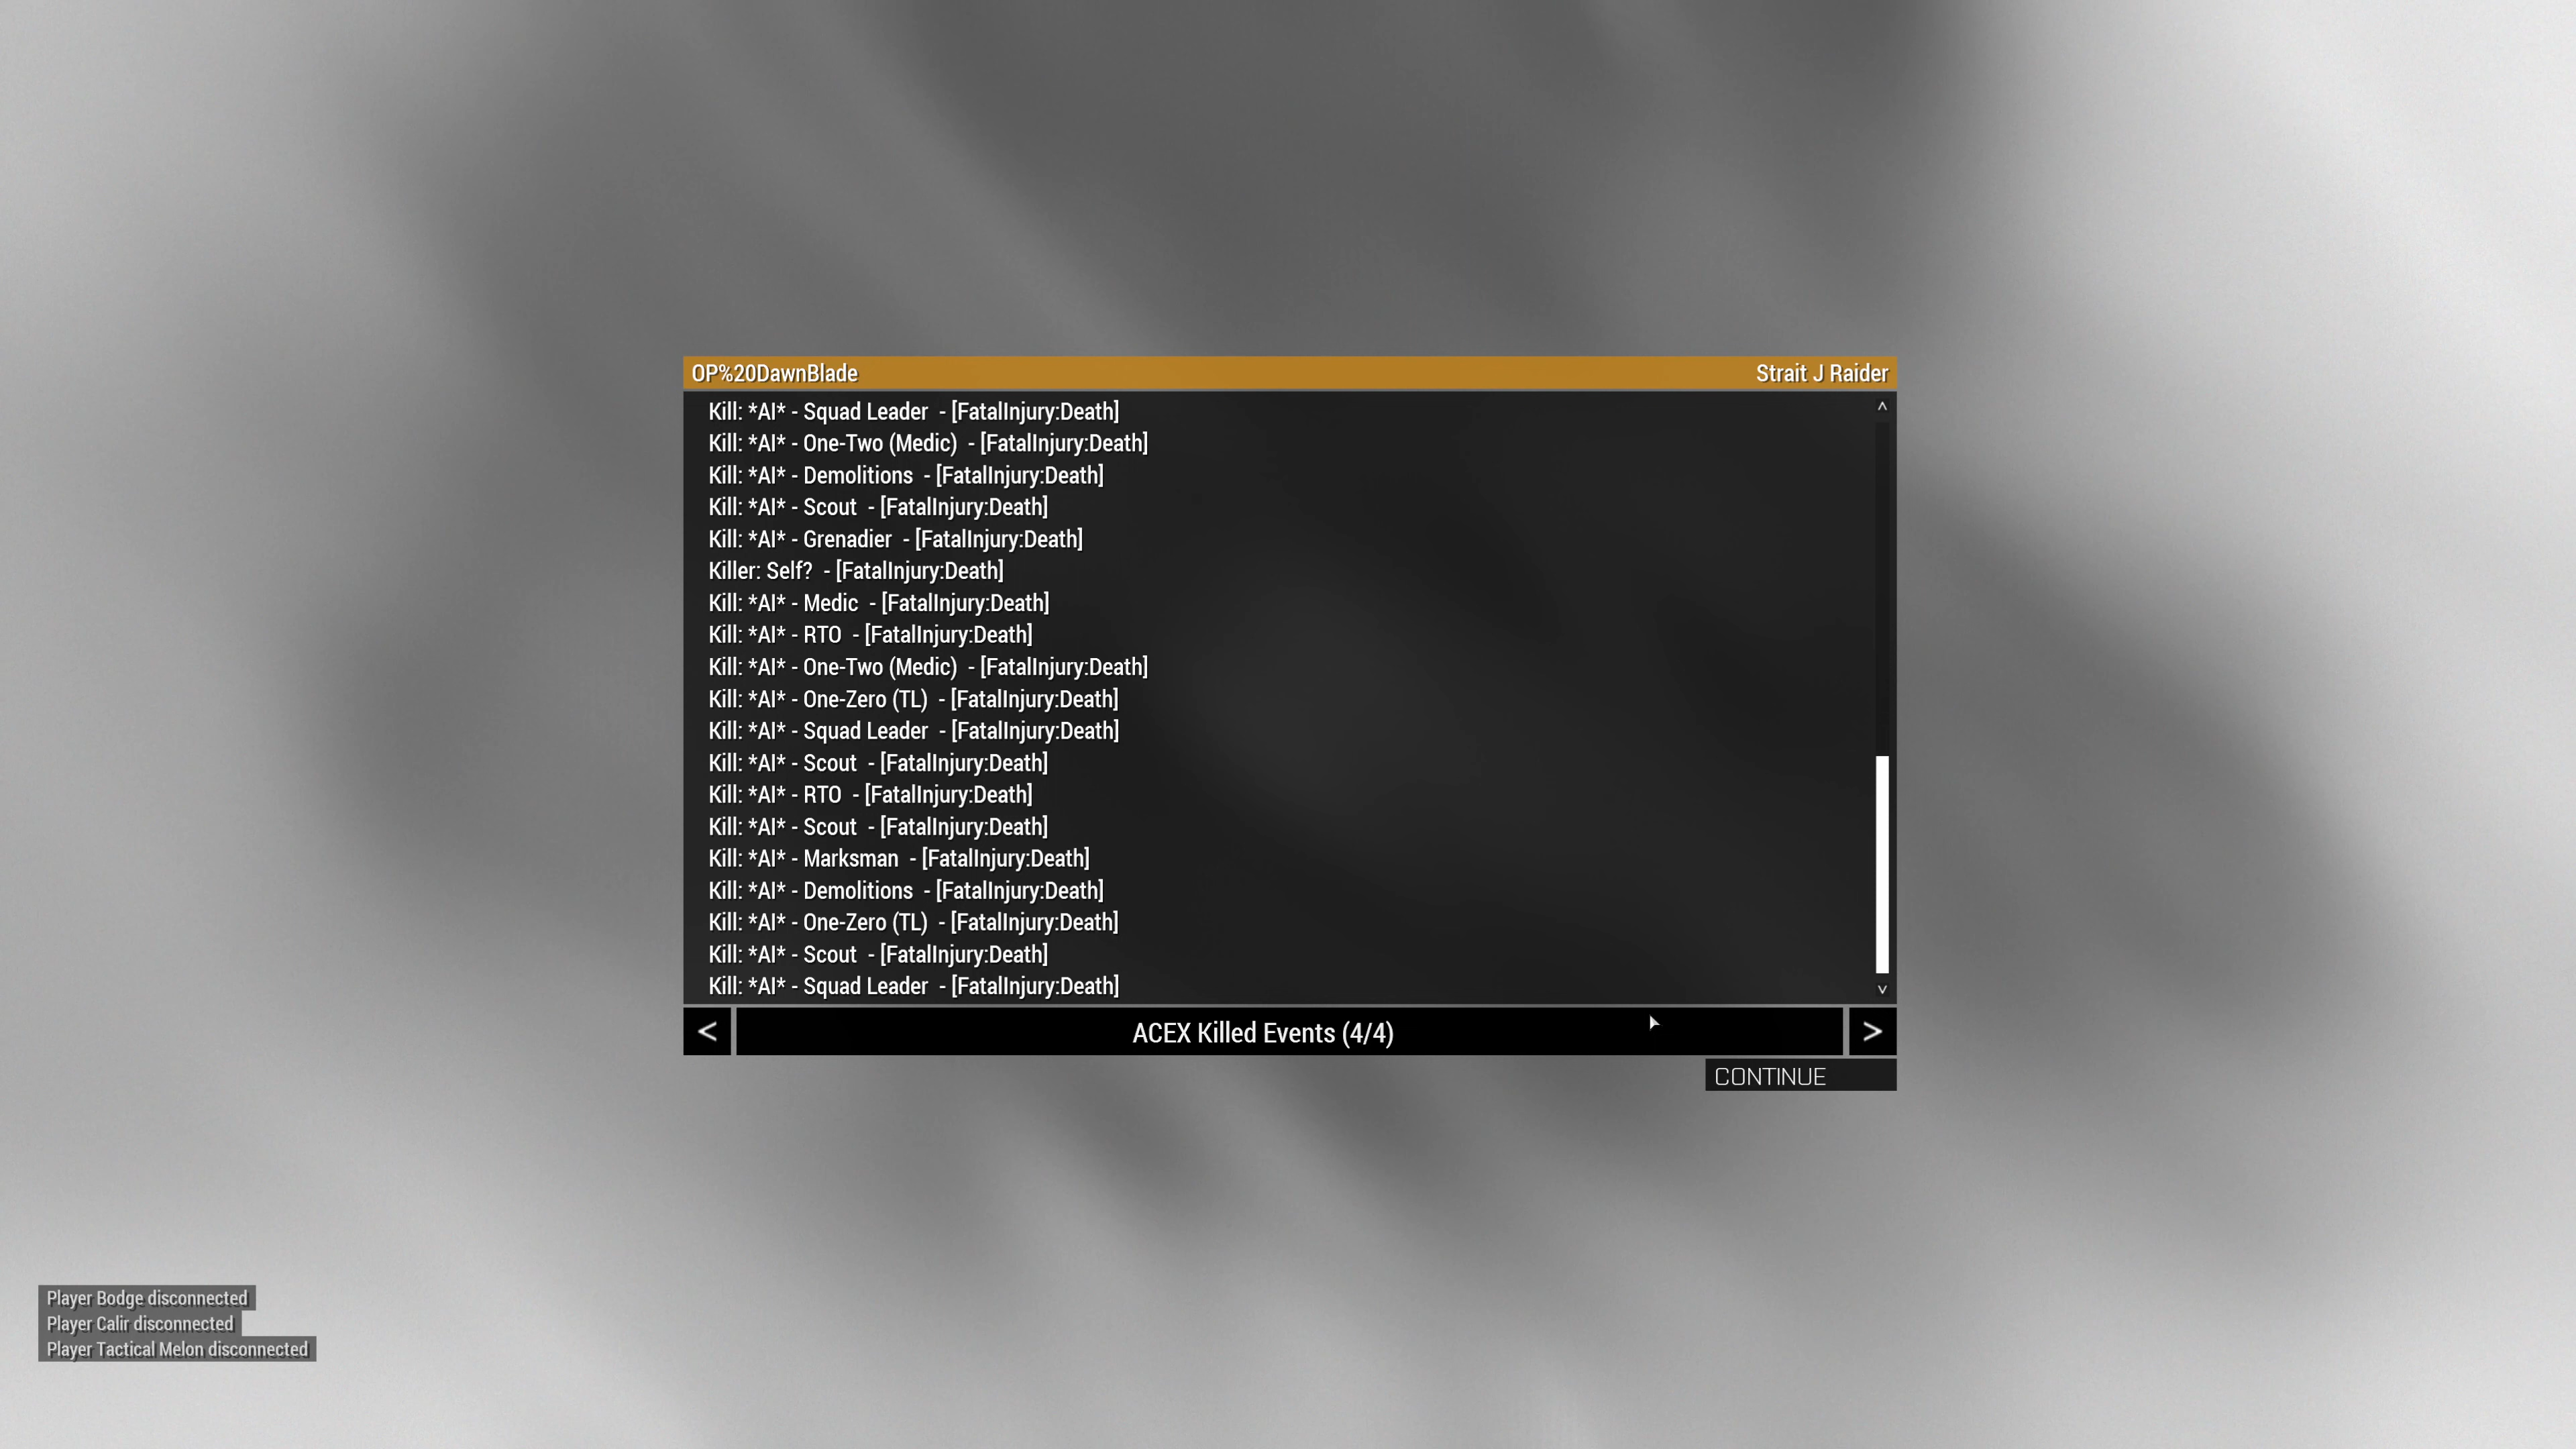 OP%20DawnBlade Strait J Raider
Kill: *AI* - Squad Leader - [FatalInjury:Death]
Kill: *AI* - One-Two (Medic) - [FatalInjury:Death]
Kill: *AI* - Demolitions - [FatalInjury:Death]
Kill: *AI* - Scout - [FatalInjury:Death]
Kill: *AI* - Grenadier - [FatalInjury:Death]
Killer: Self? - [FatalInjury:Death]
Kill: *AI* - Medic - [FatalInjury:Death]
Kill: *AI* - RTO - [FatalInjury:Death]
Kill: *AI* - One-Two (Medic) - [FatalInjury:Death]
Kill: *AI* - One-Zero (TL) - [FatalInjury:Death]
Kill: *AI* - Squad Leader - [FatalInjury:Death]
Kill: *AI* - Scout - [FatalInjury:Death]
Kill: *AI* - RTO - [FatalInjury:Death]
Kill: *AI* - Scout - [FatalInjury:Death]
Kill: *AI* - Marksman - [FatalInjury:Death]
Kill: *AI* - Demolitions - [FatalInjury:Death]
Kill: *AI* - One-Zero (TL) - [FatalInjury:Death]
Kill: *AI* - Scout - [FatalInjury:Death]
Kill: *AI* - Squad Leader - [FatalInjury:Death]
< ACEX Killed Events (4/4) >
CONTINUE
Player Bodge disconnected
Player Calir disconnected
Player Tactical Melon disconnected